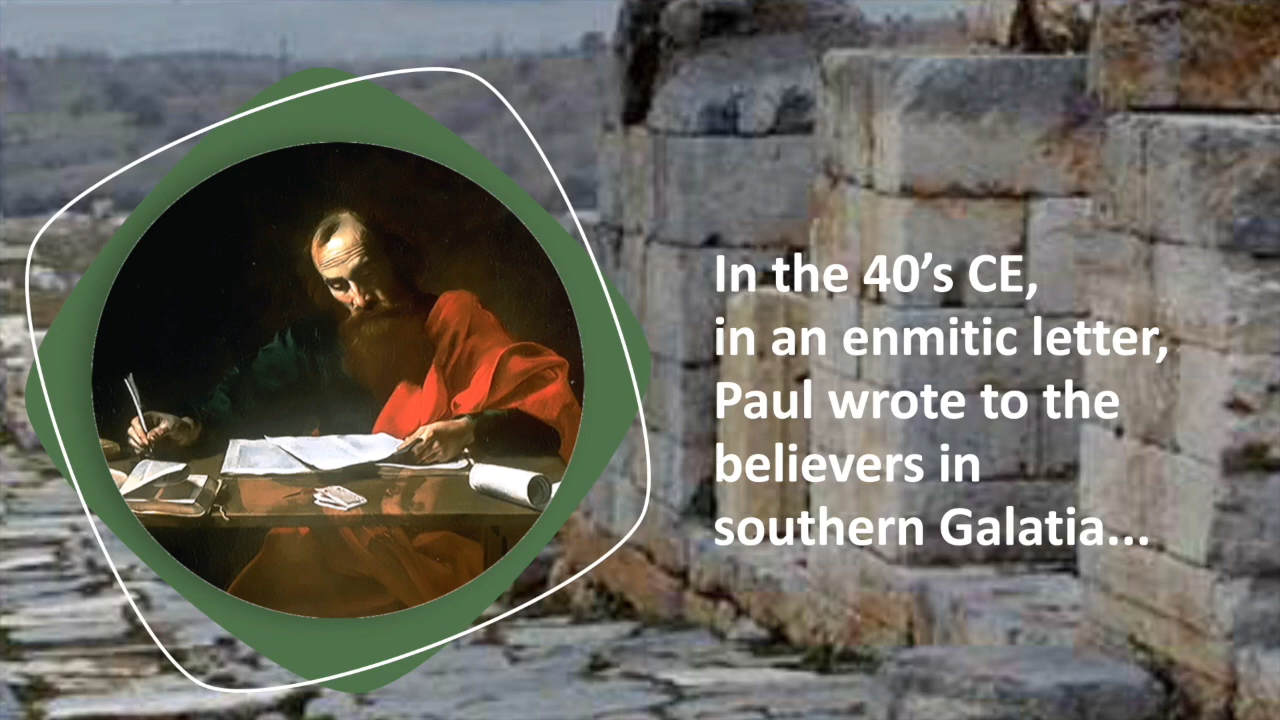 In the 40’s CE,
in an enmitic letter,
Paul wrote to the
believers in
southern Galatia...